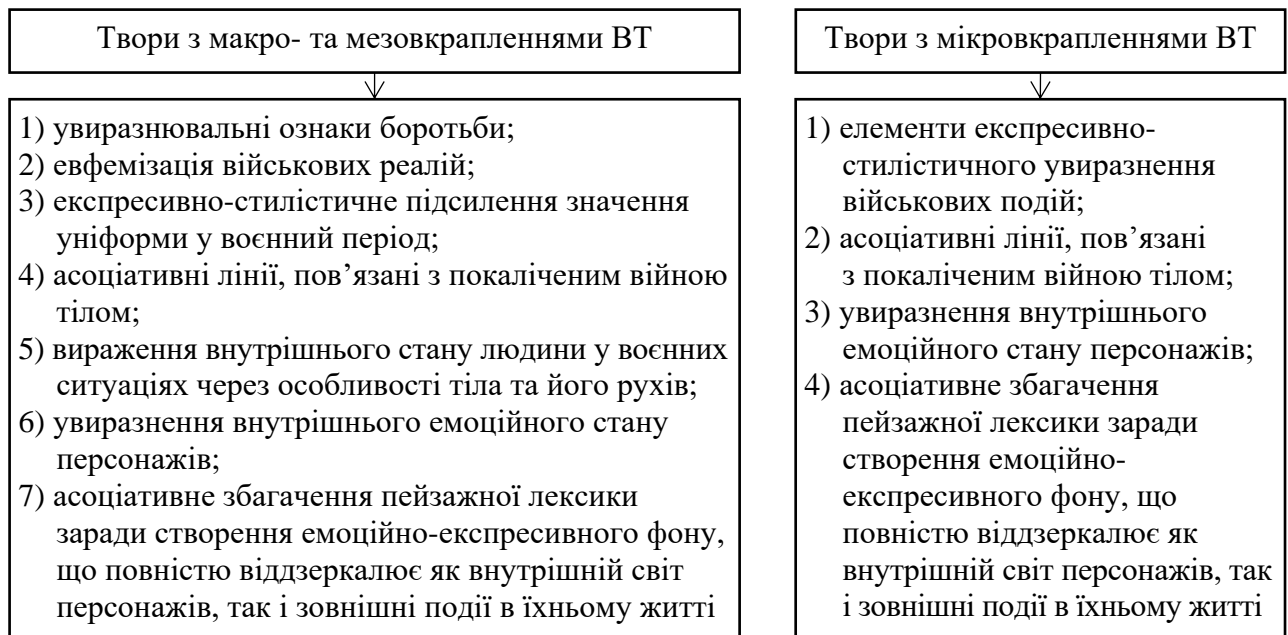 Твори з макро- та мезовкрапленнями ВТ
1) увиразнювальні ознаки боротьби;
2) евфемізація військових реалій;
3) експресивно-стилістичне підсилення значення
уніформи у воєнний період;
4) асоціативні лінії, пов’язані з покаліченим війною
тілом;
5) вираження внутрішнього стану людини у воєнних
ситуаціях через особливості тіла та його рухів;
6) увиразнення внутрішнього емоційного стану
персонажів;
7) асоціативне збагачення пейзажної лексики
заради створення емоційно-експресивного фону,
що повністю віддзеркалює як внутрішній світ
персонажів, так і зовнішні події в їхньому житті
Твори з мікровкрапленнями ВТ
1) елементи експресивно-
стилістичного увиразнення
військових подій;
2) асоціативні лінії, пов’язані
з покаліченим війною тілом;
3) увиразнення внутрішнього
емоційного стану персонажів;
4) асоціативне збагачення
пейзажної лексики заради
створення емоційно-
експресивного фону, що
повністю віддзеркалює як
внутрішній світ персонажів, так
і зовнішні події в їхньому житті